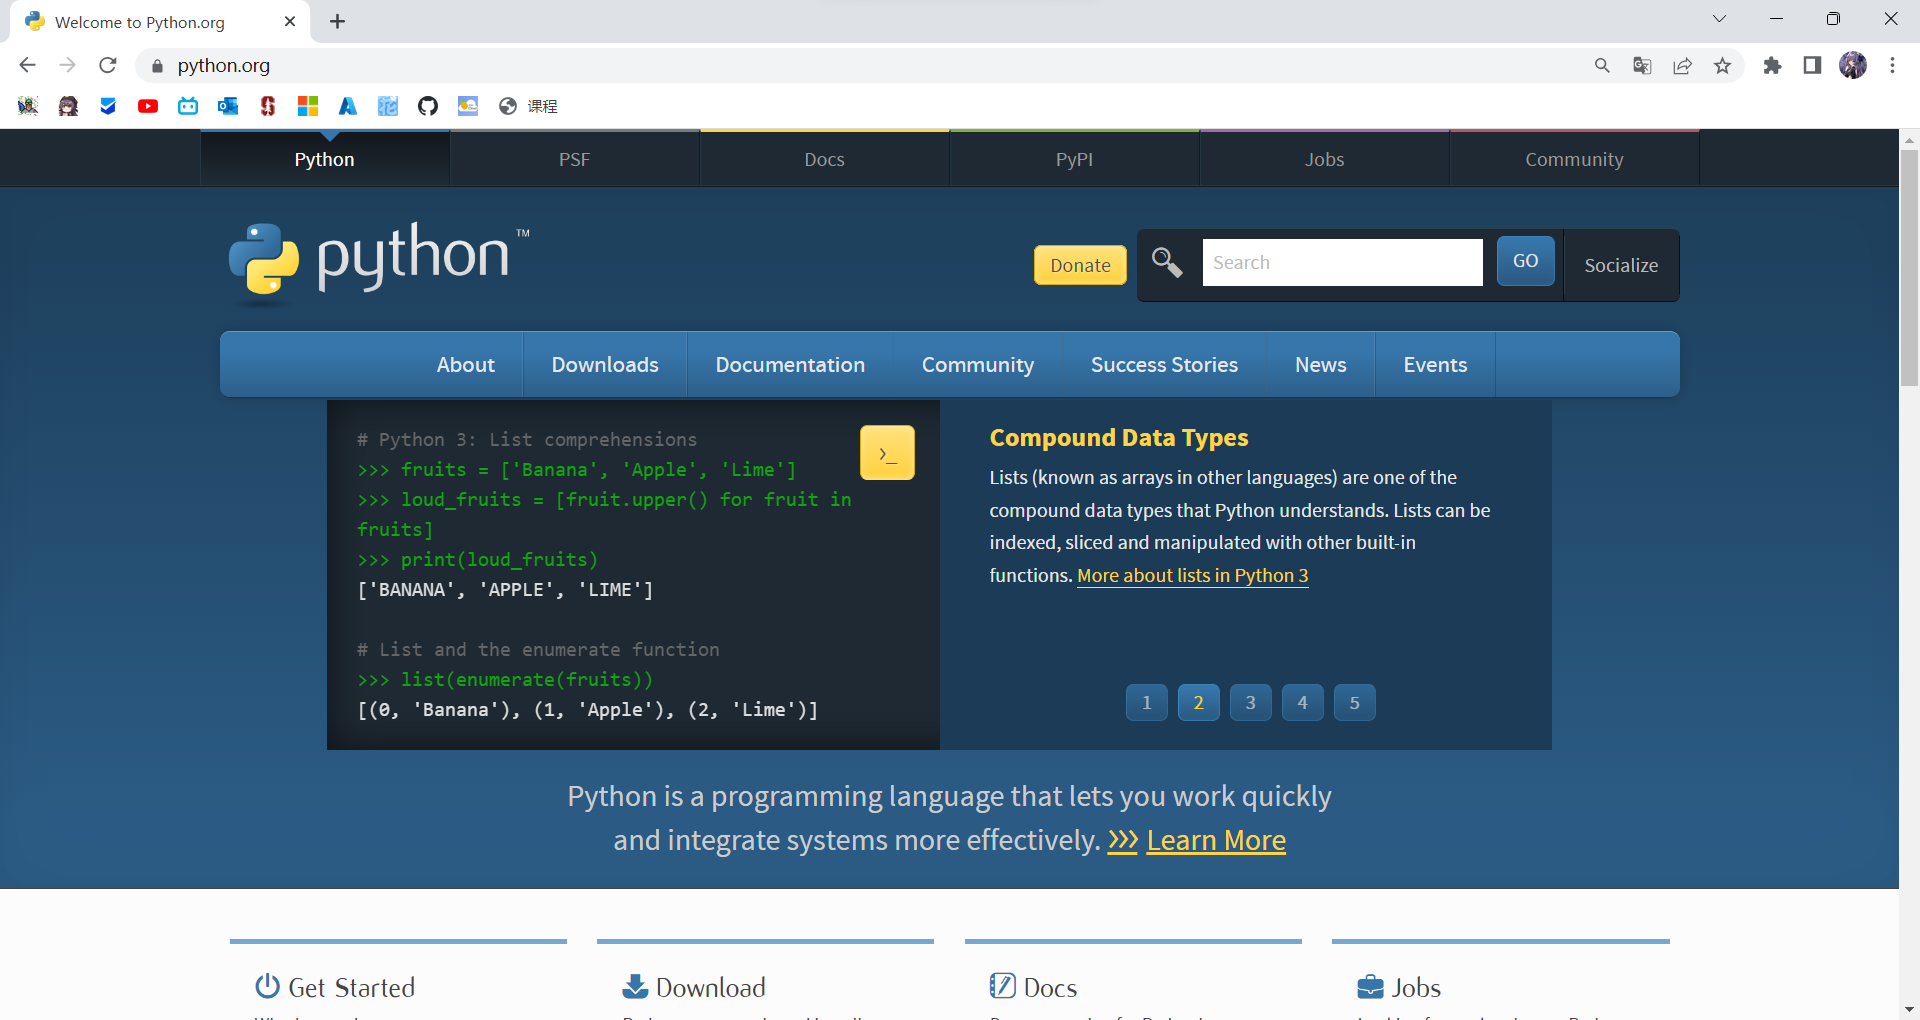 Welcome to Python.org
python.org
课程
Python PSF Docs PyPI Jobs Community
python™
Donate Search GO Socialize
About Downloads Documentation Community Success Stories News Events
# Python 3: List comprehensions
>>> fruits = ['Banana', 'Apple', 'Lime']
>>> loud_fruits = [fruit.upper() for fruit in
fruits]
>>> print(loud_fruits)
['BANANA', 'APPLE', 'LIME']
# List and the enumerate function
>>> list(enumerate(fruits))
[(0, 'Banana'), (1, 'Apple'), (2, 'Lime')]
>_
Compound Data Types
Lists (known as arrays in other languages) are one of the
compound data types that Python understands. Lists can be
indexed, sliced and manipulated with other built-in
functions. More about lists in Python 3
1 2 3 4 5
Python is a programming language that lets you work quickly
and integrate systems more effectively. >>> Learn More
Get Started Download Docs Jobs